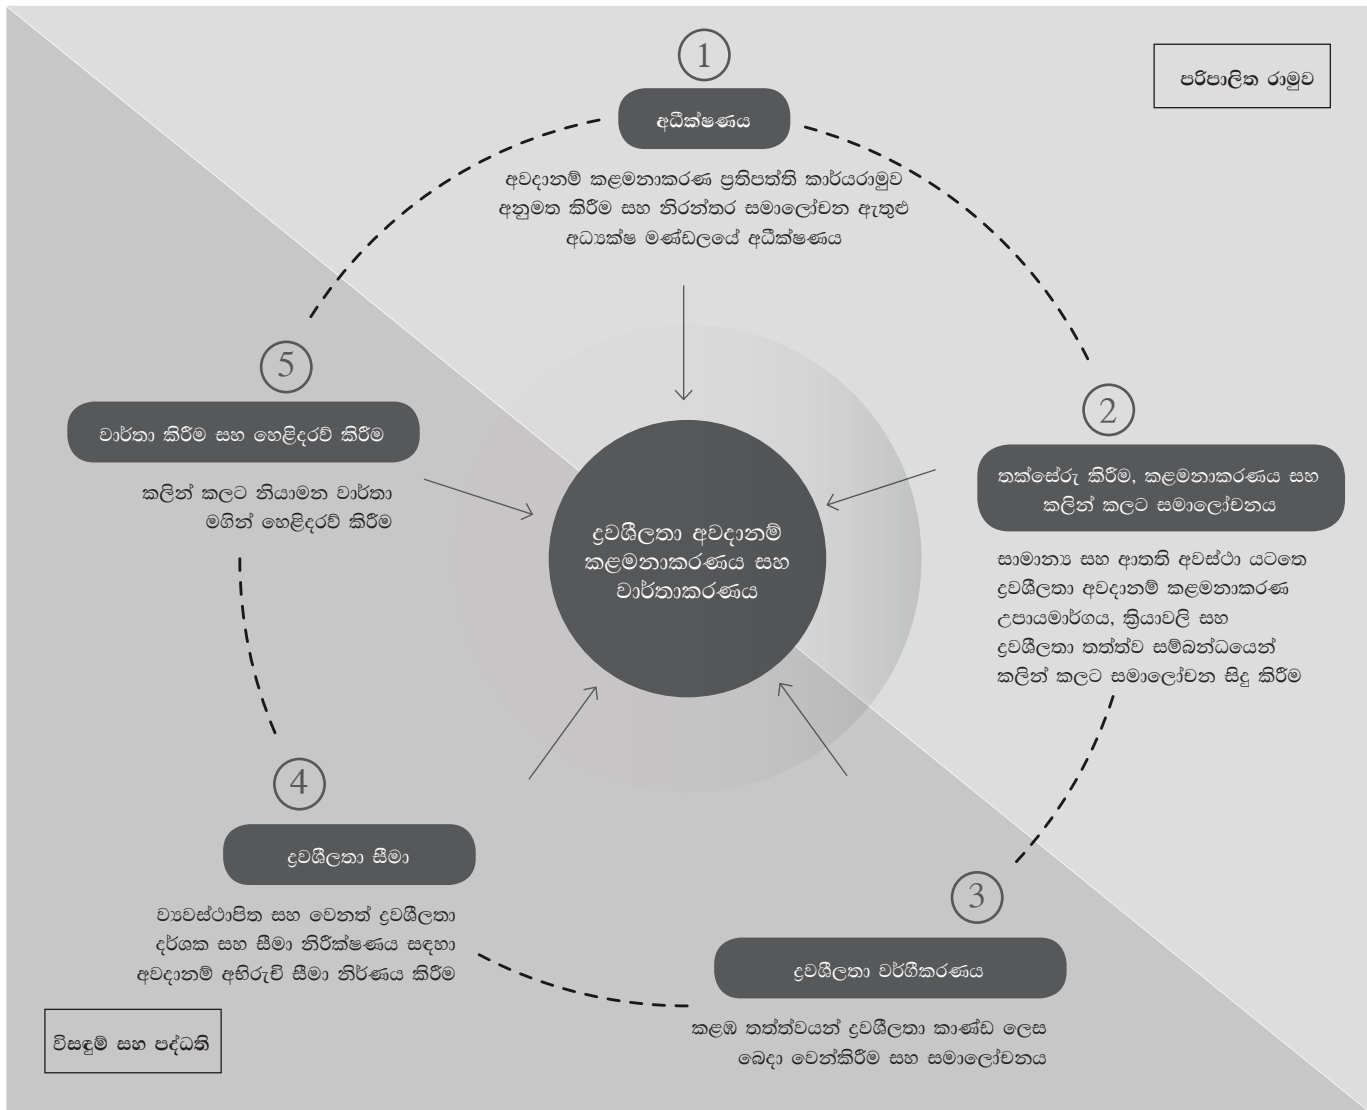 1
පරිපාලිත රාමුව
අධීක්ෂණය
අවදානම් කළමනාකරණ ප්‍රතිපත්ති කාර්යරාමුව
අනුමත කිරීම සහ නිරන්තර සමාලෝචන ඇතුළු
අධ්‍යක්ෂ මණ්ඩලයේ අධීක්ෂණය
2
තක්සේරු කිරීම, කළමනාකරණය සහ
කලින් කලට සමාලෝචනය
සාමාන්‍ය සහ ආතති අවස්ථා යටතෙ
ද්‍රවශීලතා අවදානම් කළමනාකරණ
උපායමාර්ගය, ක්‍රියාවලි සහ
ද්‍රවශීලතා තත්ත්ව සම්බන්ධයෙන්
කලින් කලට සමාලෝචන සිදු කිරීම
3
ද්‍රවශීලතා වර්ගීකරණය
කළඹ තත්ත්වයන් ද්‍රවශීලතා කාණ්ඩ ලෙස
බෙදා වෙන්කිරීම සහ සමාලෝචනය
4
ද්‍රවශීලතා සීමා
ව්‍යවස්ථාපිත සහ වෙනත් ද්‍රවශීලතා
දර්ශක සහ සීමා නිරීක්ෂණය සඳහා
අවදානම් අභිරුචි සීමා නිර්ණය කිරීම
5
වාර්තා කිරීම සහ හෙළිදරව් කිරීම
කලින් කලට නියාමන වාර්තා
මගින් හෙළිදරව් කිරීම
ද්‍රවශීලතා අවදානම්
කළමනාකරණය සහ
වාර්තාකරණය
විසඳුම් සහ පද්ධති